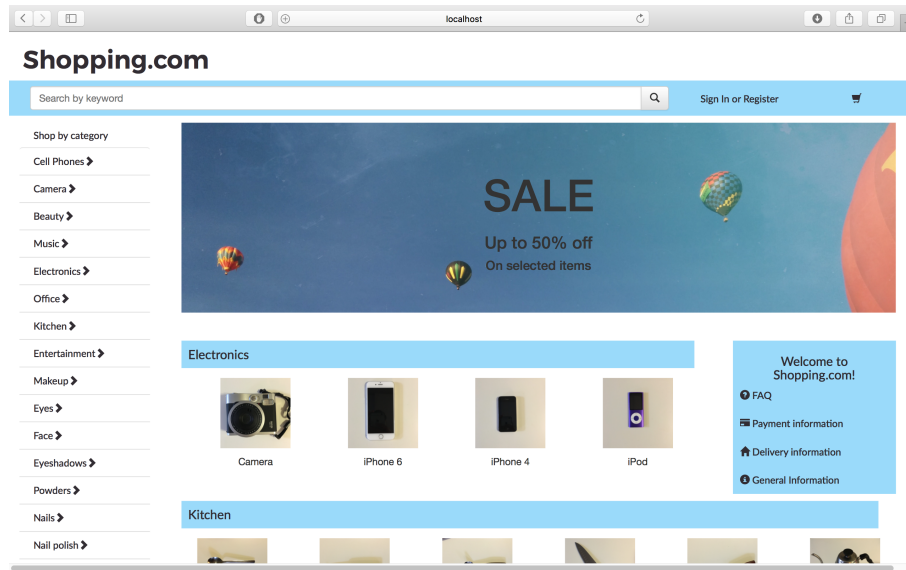 localhost
Shopping.com
Search by keyword
Sign In or Register
Shop by category
Cell Phones
Camera
Beauty
Music
Electronics
Office
Kitchen
Entertainment
Makeup
Eyes
Face
Eyeshadows
Powders
Nails
Nail polish
SALE
Up to 50% off
On selected items
Electronics
Camera
iPhone 6
iPhone 4
iPod
Welcome to
Shopping.com!
FAQ
Payment information
Delivery information
General Information
Kitchen